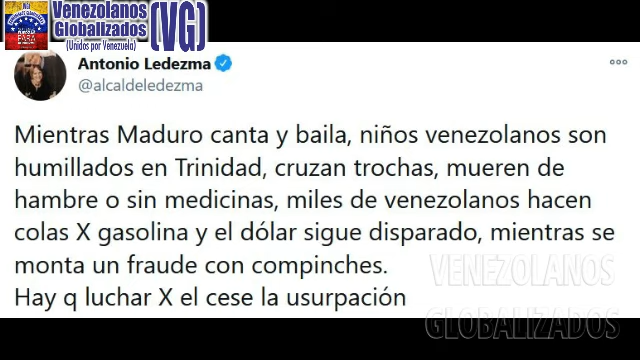 Venezolanos
Globalizados
(Unidos por Venezuela)
(VG)
Antonio Ledezma
@alcaldeledezma
Mientras Maduro canta y baila, niños venezolanos son
humillados en Trinidad, cruzan trochas, mueren de
hambre o sin medicinas, miles de venezolanos hacen
colas X gasolina y el dólar sigue disparado, mientras se
monta un fraude con compinches.
Hay q luchar X el cese la usurpación
VENEZOLANOS
GLOBALIZADOS